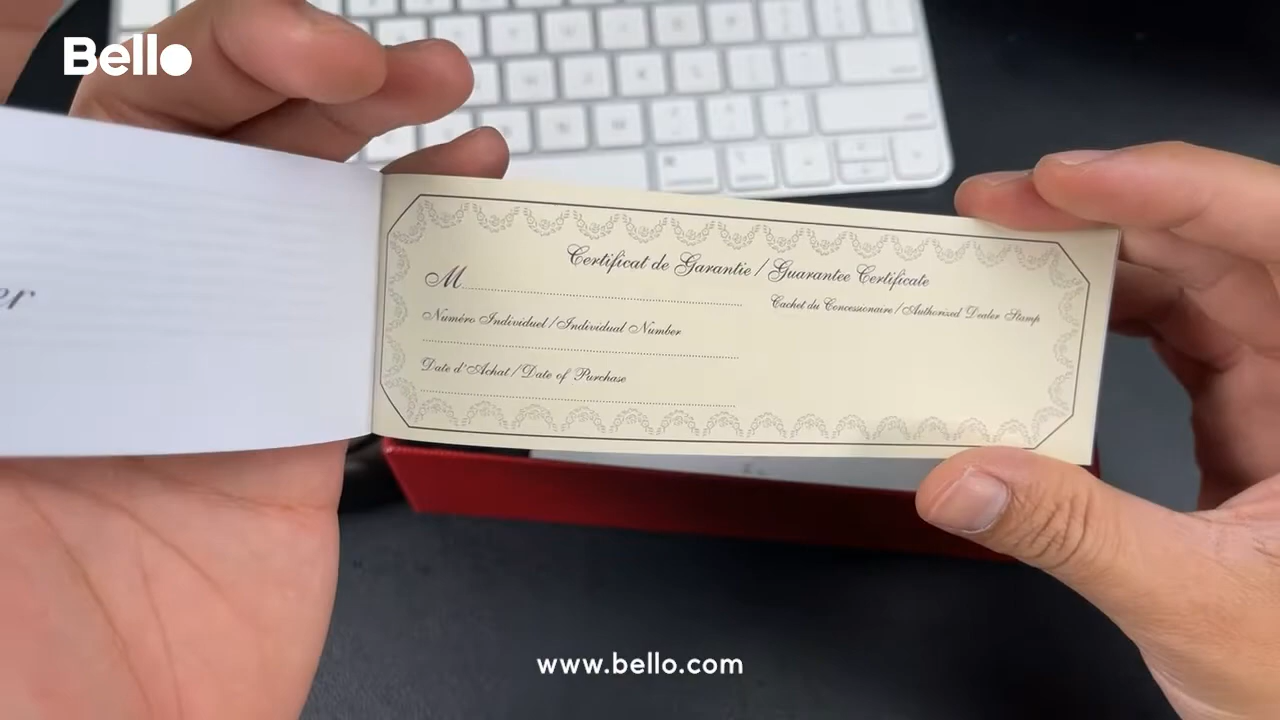 Bello
er
Certificat de Garantie / Guarantee Certificate
M
Cachet du Concessionaire / Authorized Dealer Stamp
Numéro Individuel / Individual Number
Date d'Achat / Date of Purchase
www.bello.com